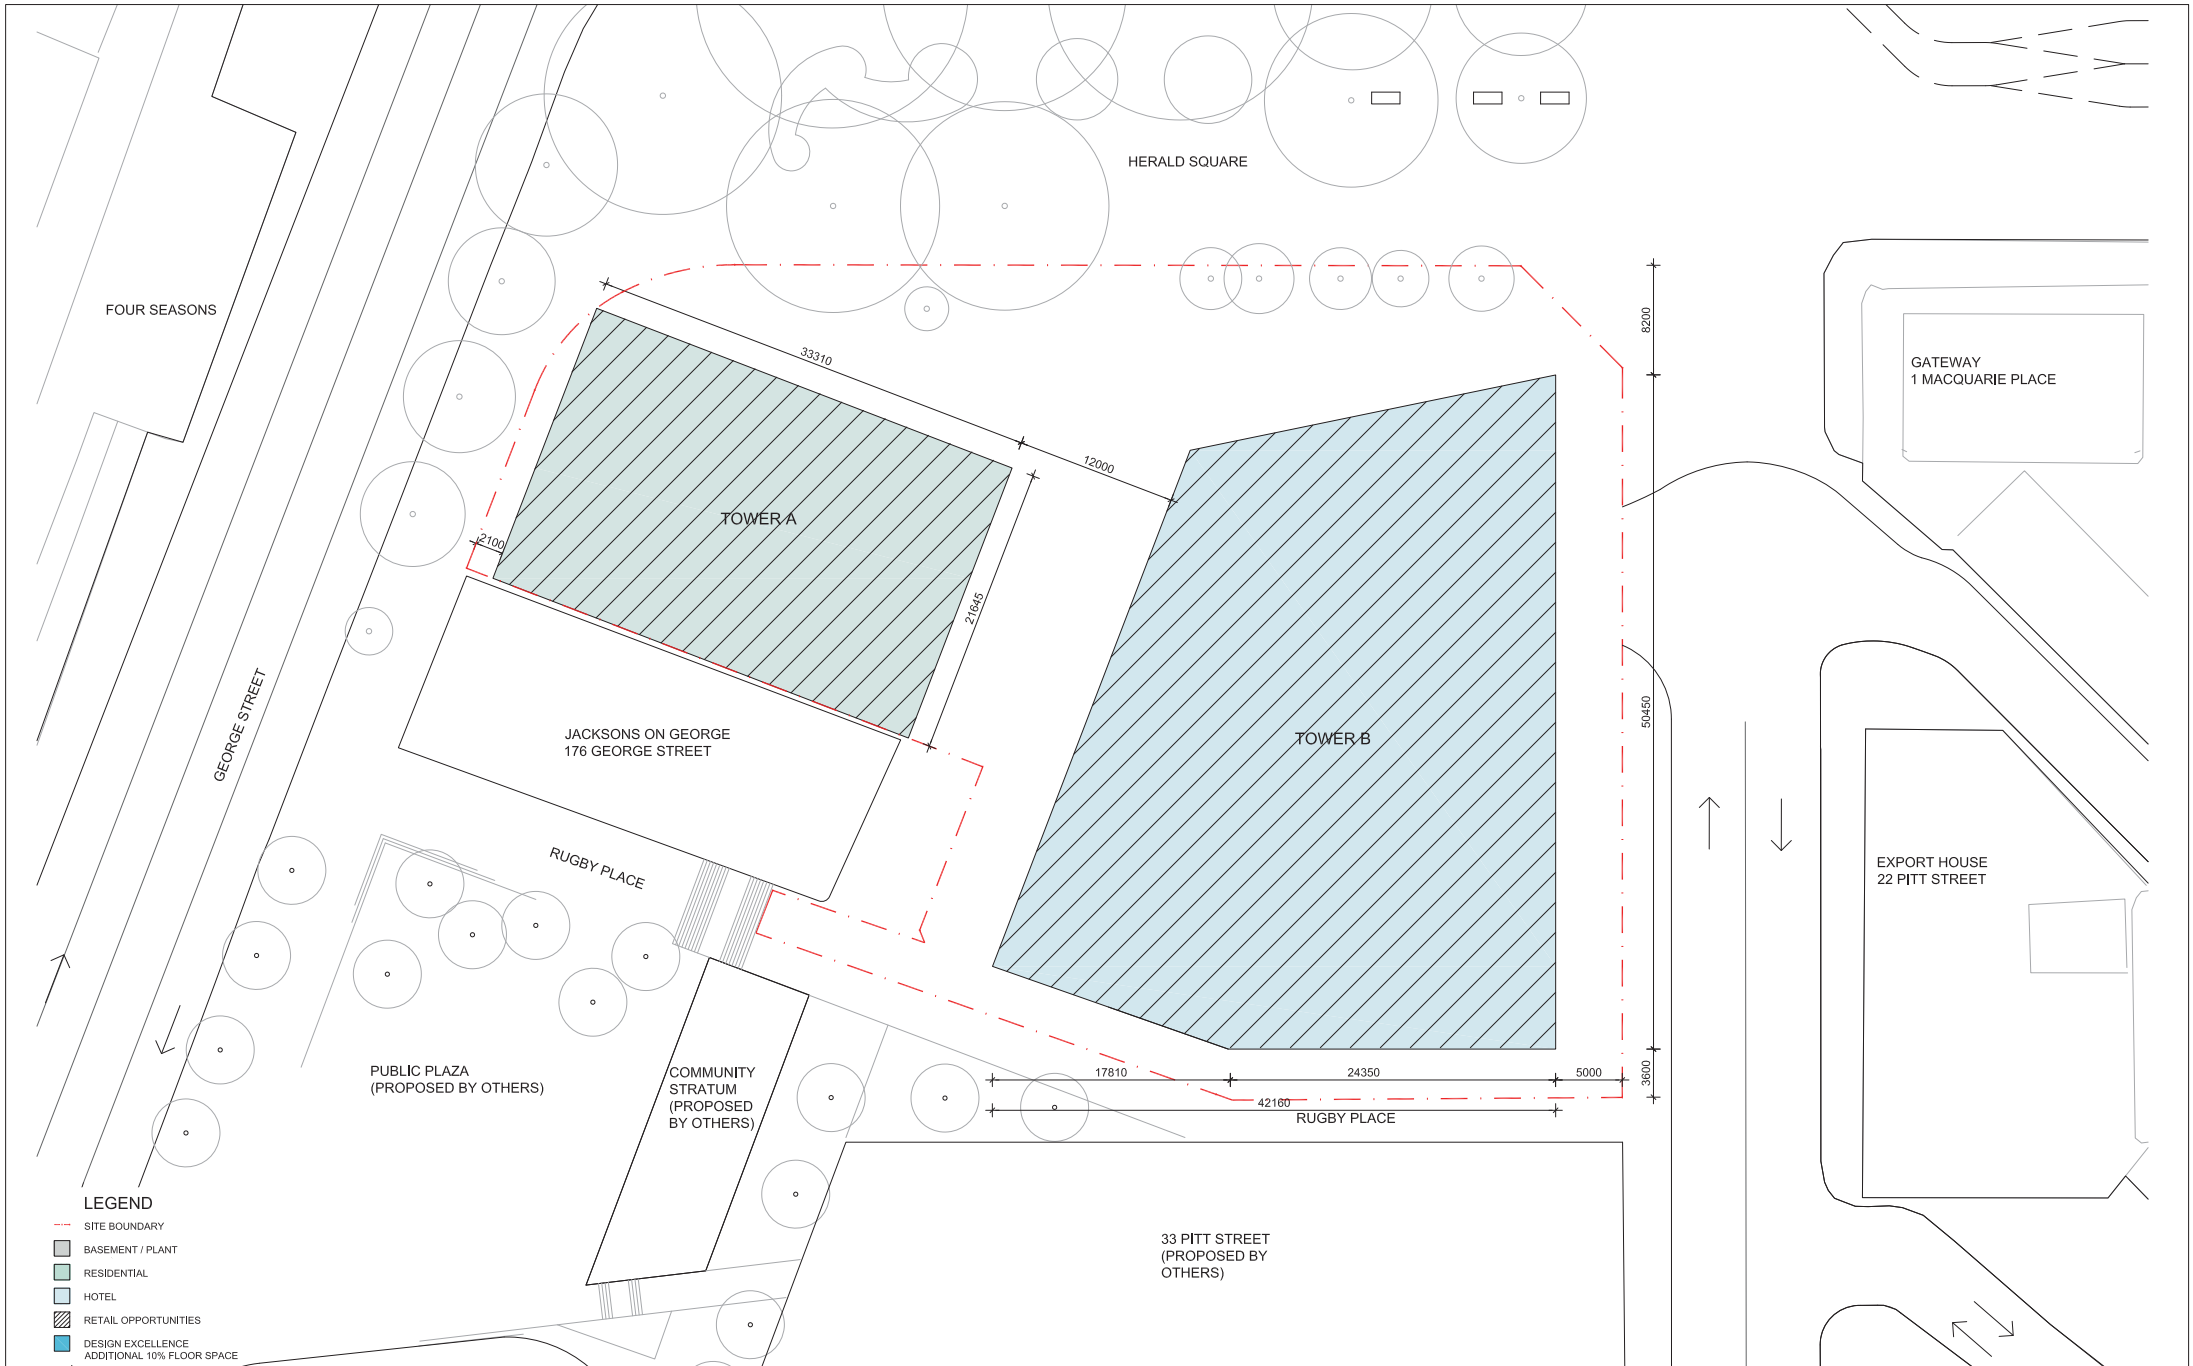 HERALD SQUARE
FOUR SEASONS
8200
33310
GATEWAY
1 MACQUARIE PLACE
12000
TOWER A
2100
21645
GEORGE STREET
50450
JACKSONS ON GEORGE
176 GEORGE STREET
TOWER B
RUGBY PLACE
EXPORT HOUSE
22 PITT STREET
PUBLIC PLAZA
(PROPOSED BY OTHERS)
COMMUNITY
STRATUM
(PROPOSED
BY OTHERS)
17810
24350
5000
3600
42160
RUGBY PLACE
33 PITT STREET
(PROPOSED BY
OTHERS)
LEGEND
SITE BOUNDARY
BASEMENT / PLANT
RESIDENTIAL
HOTEL
RETAIL OPPORTUNITIES
DESIGN EXCELLENCE
ADDITIONAL 10% FLOOR SPACE